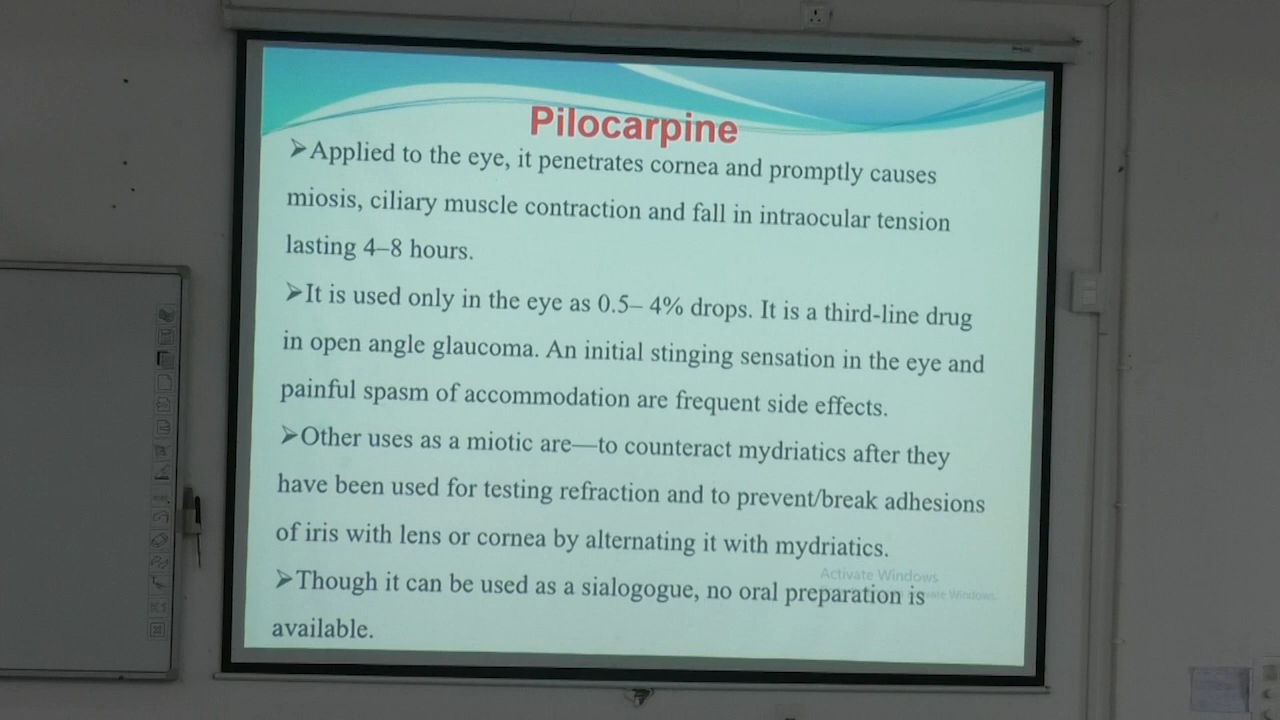 Pilocarpine
➢Applied to the eye, it penetrates cornea and promptly causes
miosis, ciliary muscle contraction and fall in intraocular tension
lasting 4–8 hours.
➢It is used only in the eye as 0.5– 4% drops. It is a third-line drug
in open angle glaucoma. An initial stinging sensation in the eye and
painful spasm of accommodation are frequent side effects.
➢Other uses as a miotic are—to counteract mydriatics after they
have been used for testing refraction and to prevent/break adhesions
of iris with lens or cornea by alternating it with mydriatics.
Activate Windows
➢Though it can be used as a sialogogue, no oral preparation is
Windows.
available.